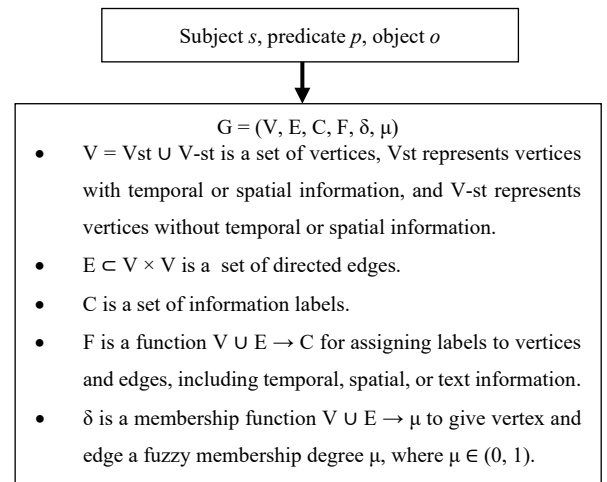 Subject s, predicate p, object o
G = (V, E, C, F, δ, μ)
• V = Vst ∪ V-st is a set of vertices, Vst represents vertices
with temporal or spatial information, and V-st represents
vertices without temporal or spatial information.
• E ⊂ V × V is a set of directed edges.
• C is a set of information labels.
• F is a function V ∪ E → C for assigning labels to vertices
and edges, including temporal, spatial, or text information.
• δ is a membership function V ∪ E → μ to give vertex and
edge a fuzzy membership degree μ, where μ ∈ (0, 1).